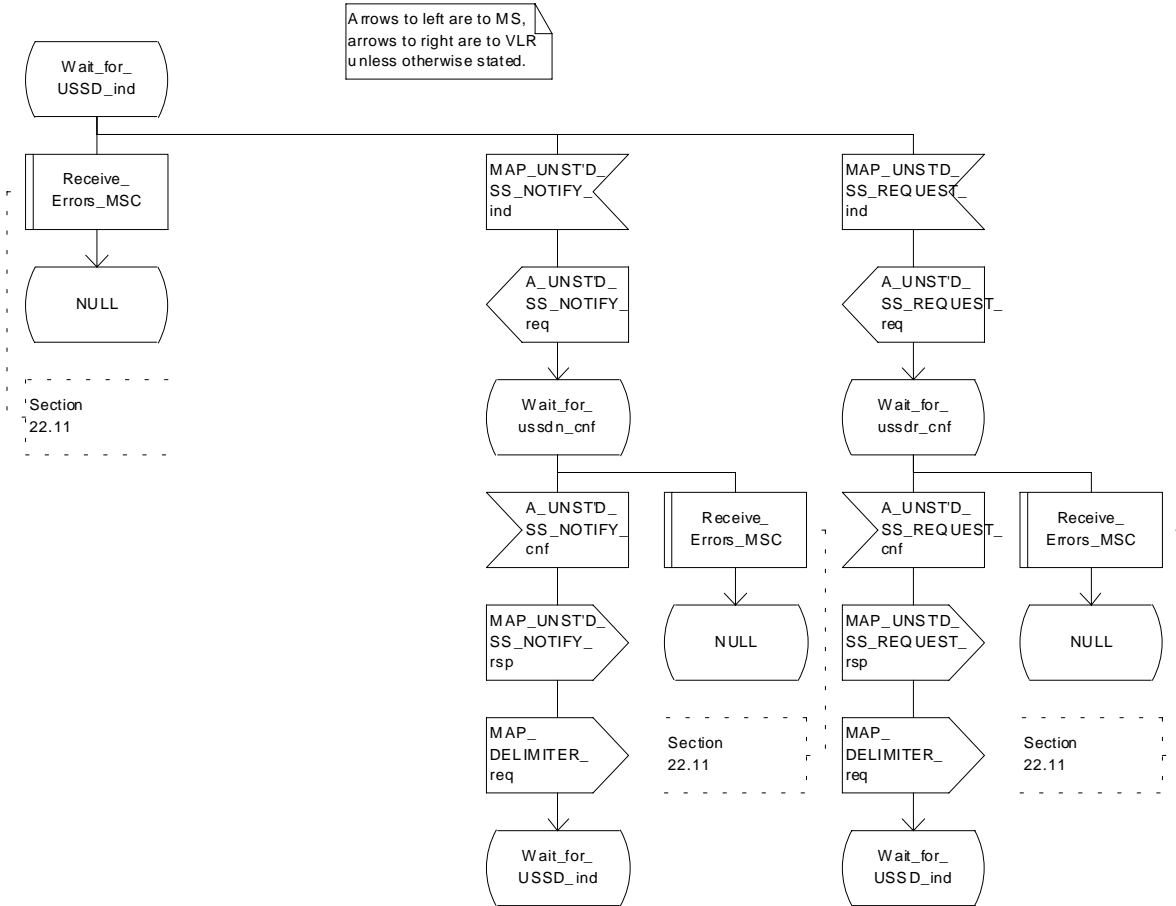 Arrows to left are to MS,
arrows to right are to VLR
unless otherwise stated.
Wait_for_
USSD_ind
Receive_
Errors_MSC
NULL
Section
22.11
MAP_UNST'D_
SS_NOTIFY_
ind
A_UNST'D_
SS_NOTIFY_
req
Wait_for_
ussdn_cnf
A_UNST'D_
SS_NOTIFY_
cnf
MAP_UNST'D_
SS_NOTIFY_
rsp
MAP_
DELIMITER_
req
Wait_for_
USSD_ind
Receive_
Errors_MSC
NULL
Section
22.11
MAP_UNST'D_
SS_REQUEST_
ind
A_UNST'D_
SS_REQUEST_
req
Wait_for_
ussdr_cnf
A_UNST'D_
SS_REQUEST_
cnf
MAP_UNST'D_
SS_REQUEST_
rsp
MAP_
DELIMITER_
req
Wait_for_
USSD_ind
Receive_
Errors_MSC
NULL
Section
22.11